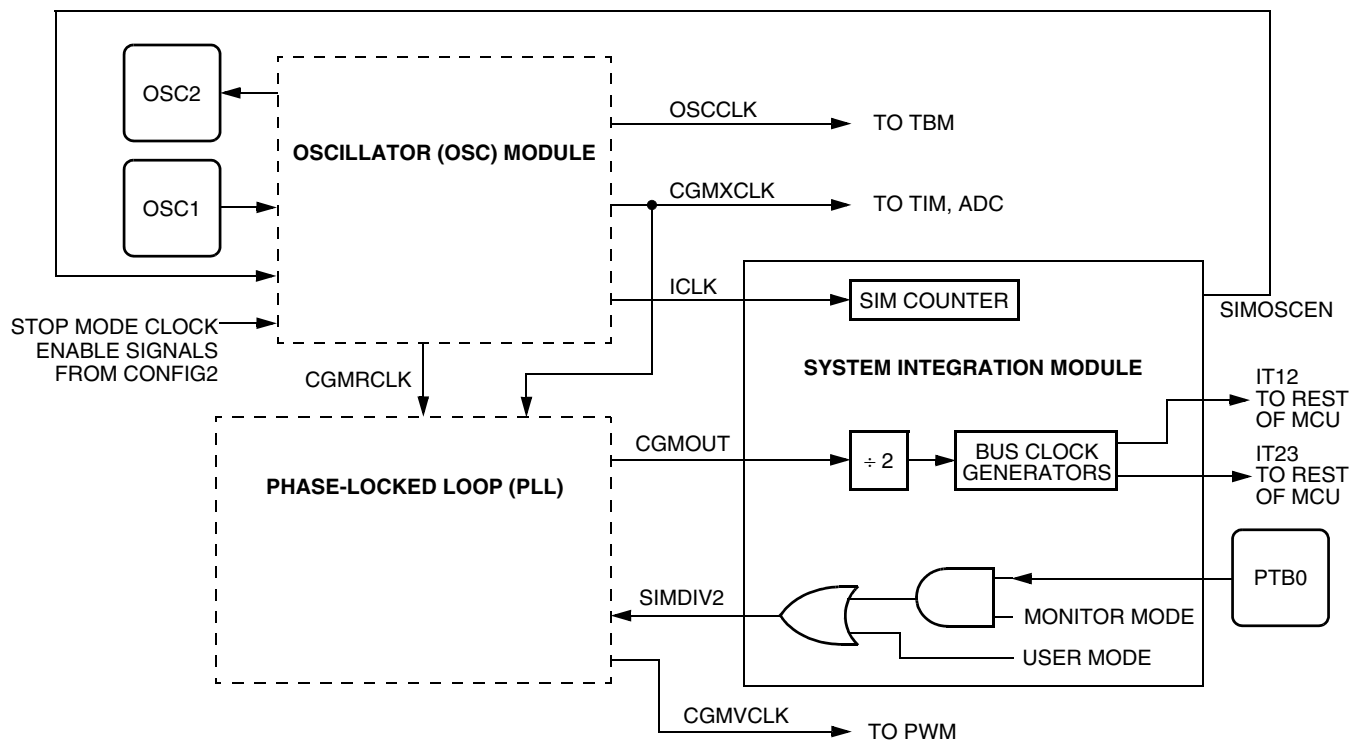 OSC2
OSC1
STOP MODE CLOCK
ENABLE SIGNALS
FROM CONFIG2
OSCILLATOR (OSC) MODULE
OSCCLK
TO TBM
CGMXCLK
TO TIM, ADC
ICLK
SIM COUNTER
SIMOSCEN
SYSTEM INTEGRATION MODULE
CGMRCLK
PHASE-LOCKED LOOP (PLL)
CGMOUT
÷ 2
BUS CLOCK
GENERATORS
IT12
TO REST
OF MCU
IT23
TO REST
OF MCU
PTB0
SIMDIV2
MONITOR MODE
USER MODE
CGMVCLK
TO PWM